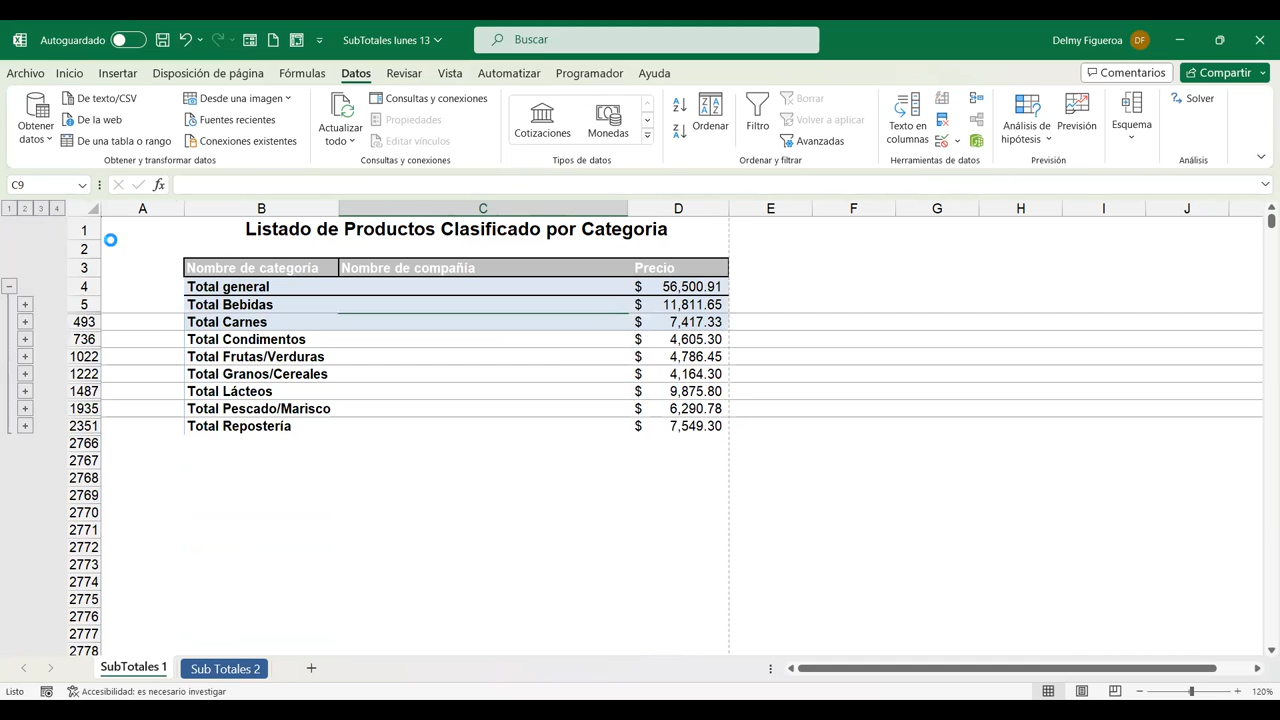 Autoguardado SubTotales lunes 13 Buscar Delmy Figueroa DF
Archivo Inicio Insertar Disposición de página Fórmulas Datos Revisar Vista Automatizar Programador Ayuda Comentarios Compartir
Obtener datos
De texto/CSV
De la web
De una tabla o rango
Desde una imagen
Fuentes recientes
Conexiones existentes
Obtener y transformar datos
Actualizar todo
Consultas y conexiones
Propiedades
Editar vínculos
Consultas y conexiones
Cotizaciones
Monedas
Tipos de datos
Ordenar
Filtro
Borrar
Volver a aplicar
Avanzadas
Ordenar y filtrar
Texto en columnas
Herramientas de datos
Análisis de hipótesis
Previsión
Previsión
Esquema
Solver
Análisis
C9 fx
1 2 3 4 A B C D E F G H I J
1 Listado de Productos Clasificado por Categoria
2
3 Nombre de categoría Nombre de compañía Precio
4 Total general $ 56,500.91
5 Total Bebidas $ 11,811.65
493 Total Carnes $ 7,417.33
736 Total Condimentos $ 4,605.30
1022 Total Frutas/Verduras $ 4,786.45
1222 Total Granos/Cereales $ 4,164.30
1487 Total Lácteos $ 9,875.80
1935 Total Pescado/Marisco $ 6,290.78
2351 Total Repostería $ 7,549.30
2766
2767
2768
2769
2770
2771
2772
2773
2774
2775
2776
2777
2778
SubTotales 1 Sub Totales 2
Listo Accesibilidad: es necesario investigar 120%